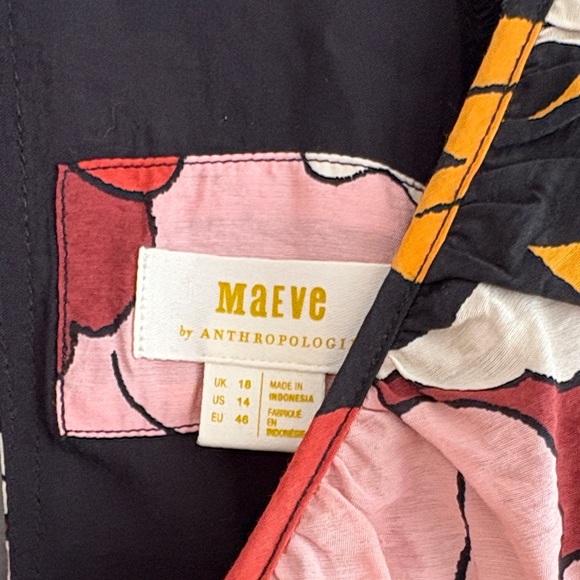 MaEVe
by ANTHROPOLOGI
UK 18
US 14
EU 46
MADE IN
INDONESIA
FABRIQUÉ
EN
INDONÉSIE